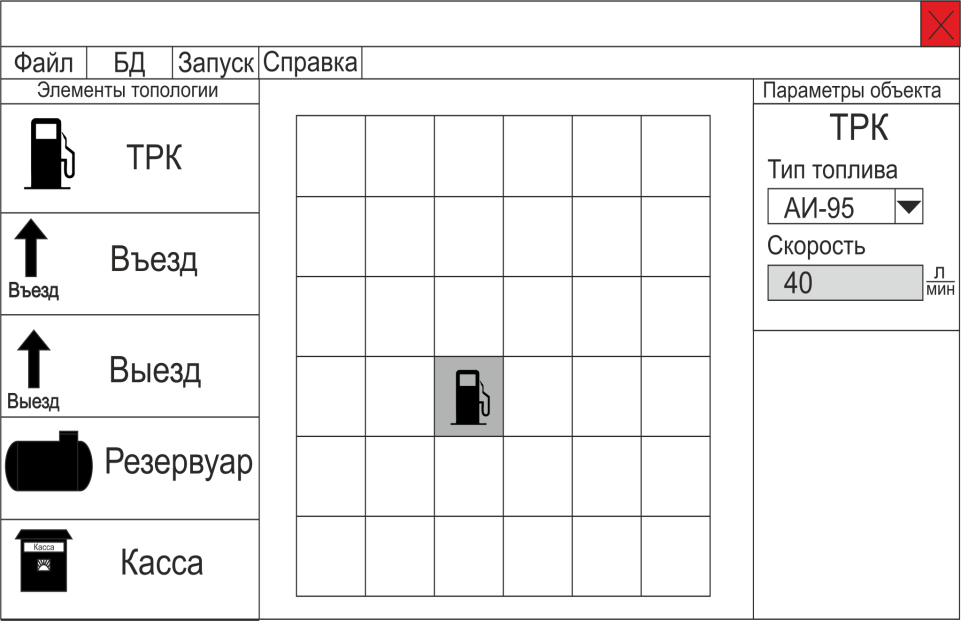 Файл БД Запуск Справка
Элементы топологии
ТРК
Въезд
Въезд
Выезд
Выезд
Резервуар
Касса
Касса
Параметры объекта
ТРК
Тип топлива
АИ-95
Скорость
40 л/мин